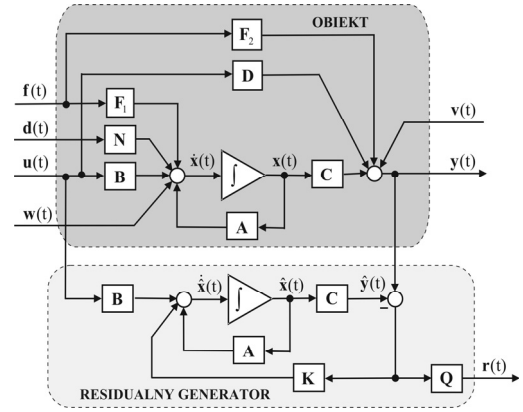 OBIEKT
F₂
f(t)
D
v(t)
F₁
d(t)
N
u(t)
B
ẋ(t)
∫
x(t)
C
y(t)
w(t)
A
B
x̂̇(t)
∫
x̂(t)
C
ŷ(t)
−
A
K
Q
r(t)
RESIDUALNY GENERATOR